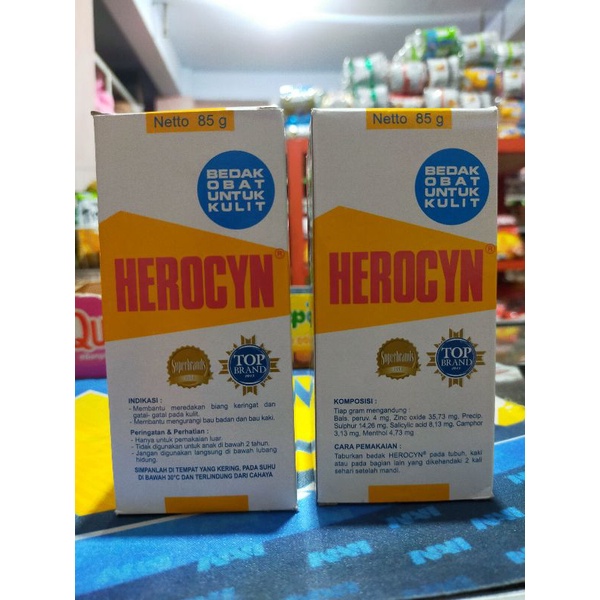 Netto 85 g
BEDAK
OBAT
UNTUK
KULIT
HEROCYN®
Superbrands
TOP
BRAND
INDIKASI :
- Membantu meredakan biang keringat dan
gatal- gatal pada kulit.
- Membantu mengurangi bau badan dan bau kaki.
Peringatan & Perhatian :
- Hanya untuk pemakaian luar.
- Tidak digunakan untuk anak di bawah 2 tahun.
- Jangan digunakan langsung di bawah lubang
hidung.
SIMPANLAH DI TEMPAT YANG KERING, PADA SUHU
DI BAWAH 30°C DAN TERLINDUNG DARI CAHAYA
Netto 85 g
BEDAK
OBAT
UNTUK
KULIT
HEROCYN®
Superbrands
TOP
BRAND
KOMPOSISI :
Tiap gram mengandung :
Bals. peruv. 4 mg, Zinc oxide 35,73 mg, Precip.
Sulphur 14,26 mg, Salicylic acid 8,13 mg, Camphor
3,13 mg, Menthol 4,73 mg
CARA PEMAKAIAN :
Taburkan bedak HEROCYN® pada tubuh, kaki
atau pada bagian lain yang dikehendaki 2 kali
sehari setelah mandi.